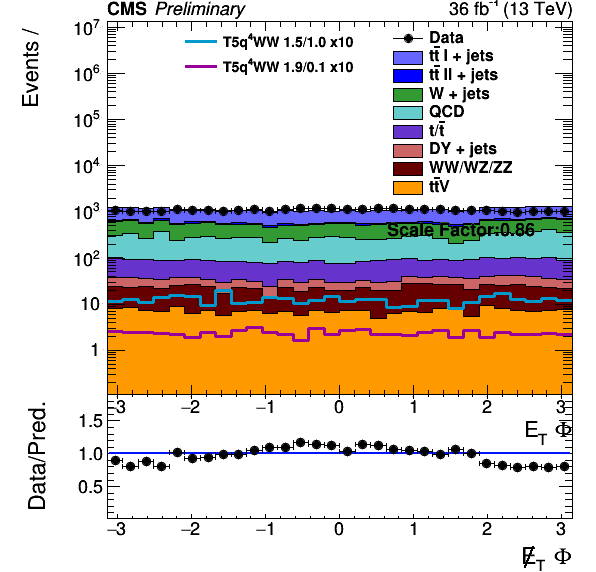 CMS Preliminary 36 fb⁻¹ (13 TeV)
Events /
10⁷
10⁶
10⁵
10⁴
10³
10²
10
1
T5q⁴WW 1.5/1.0 x10
T5q⁴WW 1.9/0.1 x10
Data
tt̄ l + jets
tt̄ ll + jets
W + jets
QCD
t/t̄
DY + jets
WW/WZ/ZZ
tt̄V
Scale Factor:0.86
−3 −2 −1 0 1 2 3
E_T Φ
Data/Pred.
1.5
1.0
0.5
−3 −2 −1 0 1 2 3
E̸_T Φ